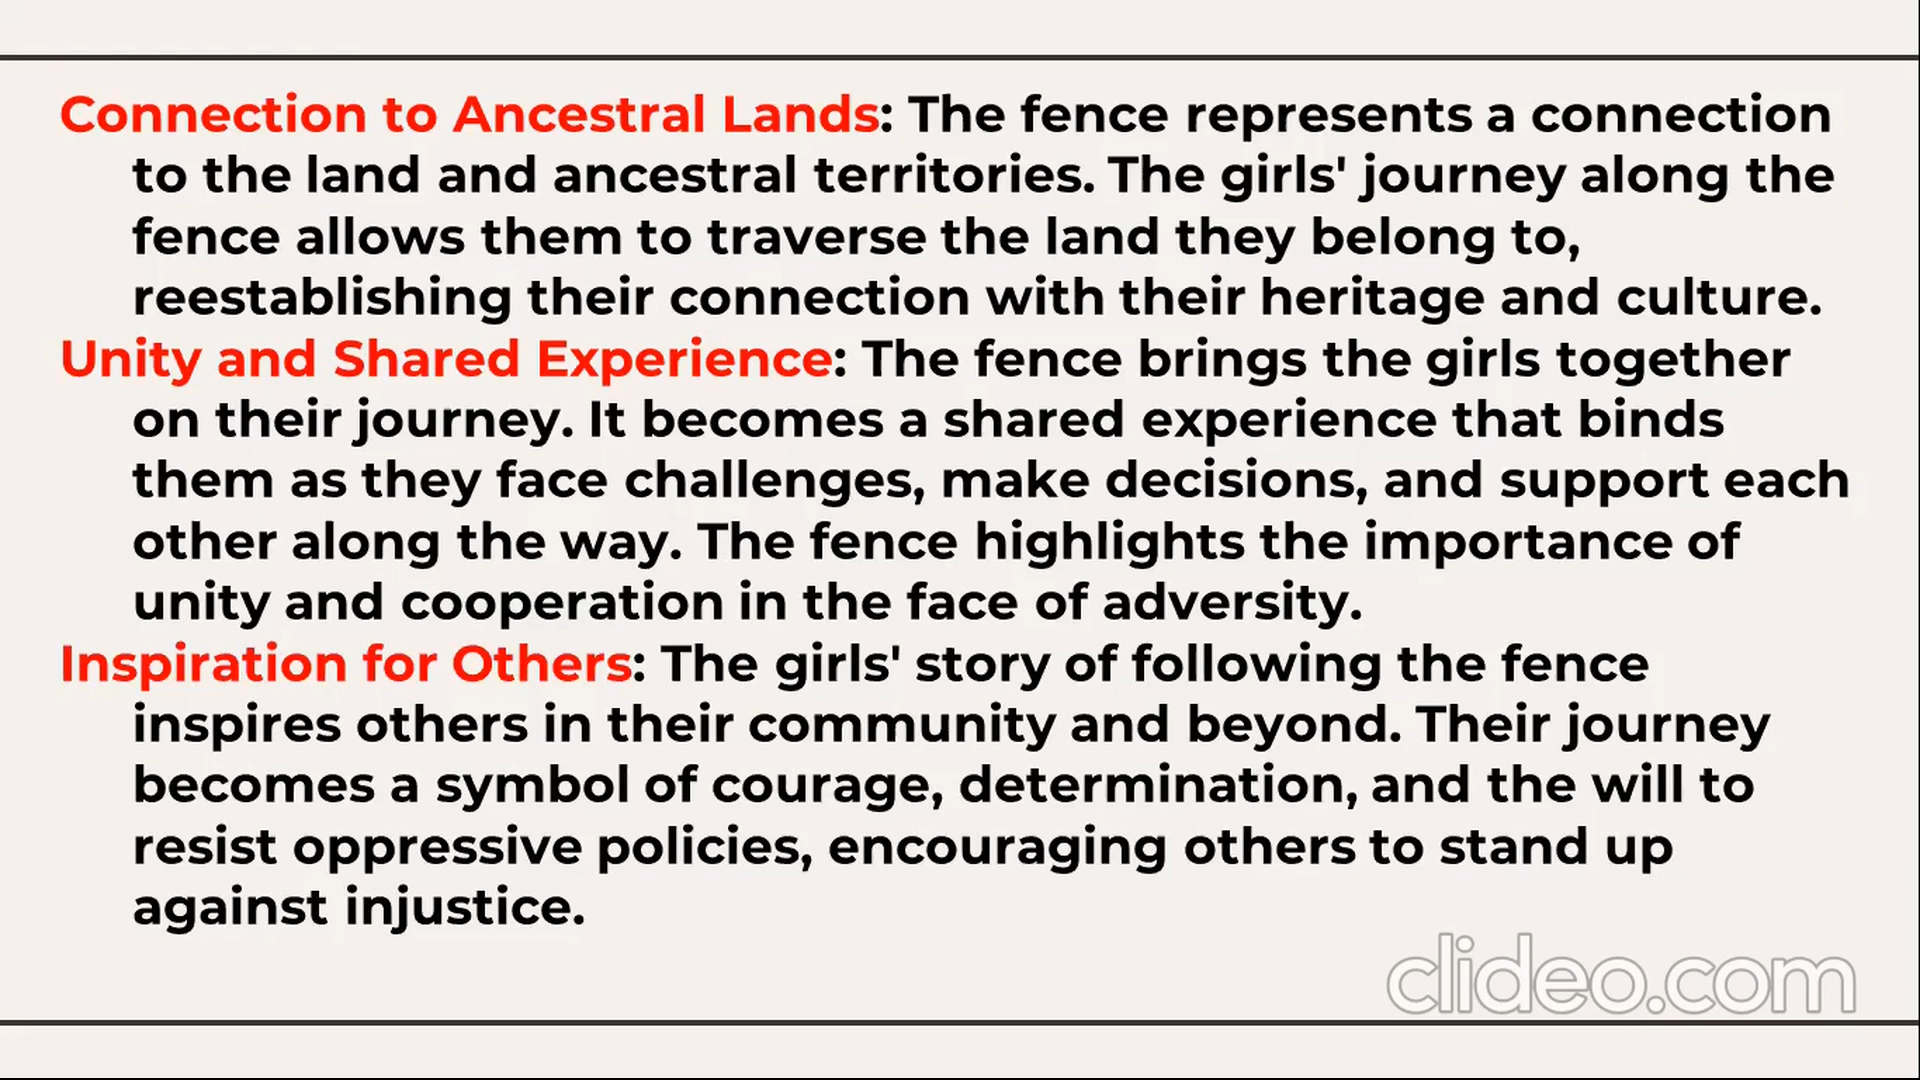 Connection to Ancestral Lands: The fence represents a connection
to the land and ancestral territories. The girls' journey along the
fence allows them to traverse the land they belong to,
reestablishing their connection with their heritage and culture.
Unity and Shared Experience: The fence brings the girls together
on their journey. It becomes a shared experience that binds
them as they face challenges, make decisions, and support each
other along the way. The fence highlights the importance of
unity and cooperation in the face of adversity.
Inspiration for Others: The girls' story of following the fence
inspires others in their community and beyond. Their journey
becomes a symbol of courage, determination, and the will to
resist oppressive policies, encouraging others to stand up
against injustice.
clideo.com